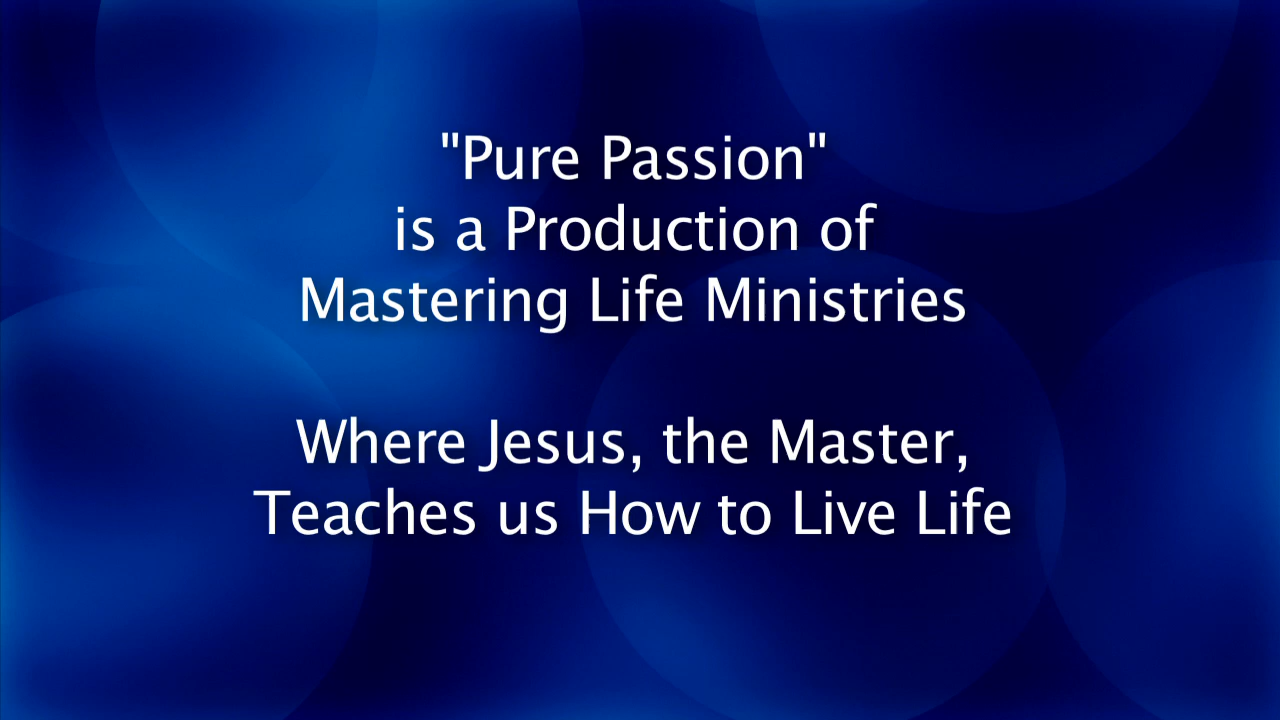 "Pure Passion"
is a Production of
Mastering Life Ministries
Where Jesus, the Master,
Teaches us How to Live Life